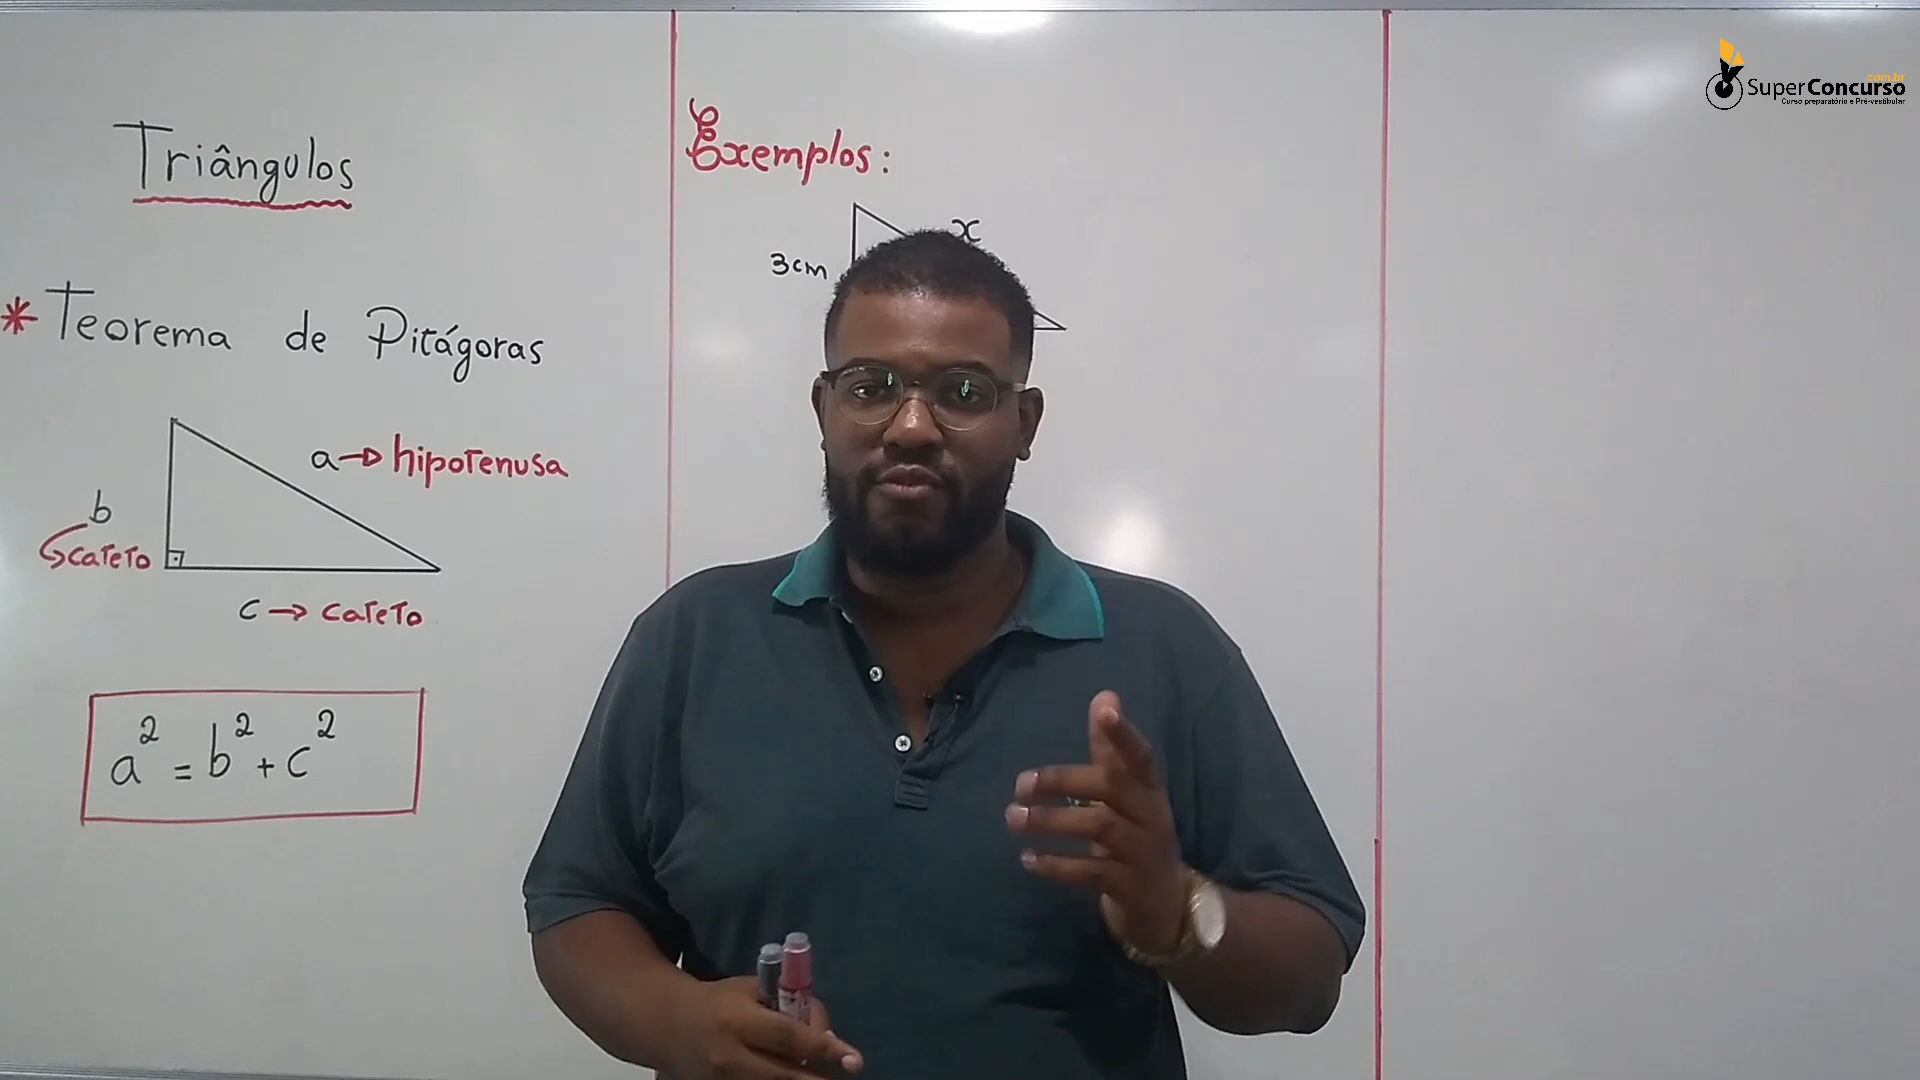 Triângulos
* Teorema de Pitágoras
a → hipotenusa
b
↳ cateto
c → cateto
a² = b² + c²
Exemplos:
x
3cm
SuperConcurso
.com.br
Curso preparatório e Pré-vestibular